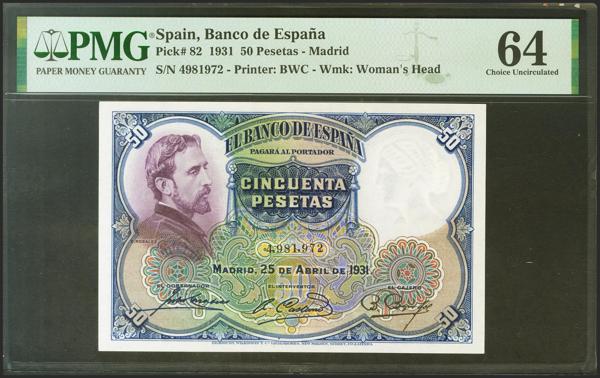 PMG
PAPER MONEY GUARANTY
Spain, Banco de España
Pick# 82 1931 50 Pesetas - Madrid
S/N 4981972 - Printer: BWC - Wmk: Woman's Head
64
Choice Uncirculated
50
50
EL BANCO DE ESPAÑA
PAGARÁ AL PORTADOR
CINCUENTA
PESETAS
E. ROSALES
4,981,972
MADRID, 25 DE ABRIL DE 1931
EL GOBERNADOR
EL INTERVENTOR
EL CAJERO
50
50